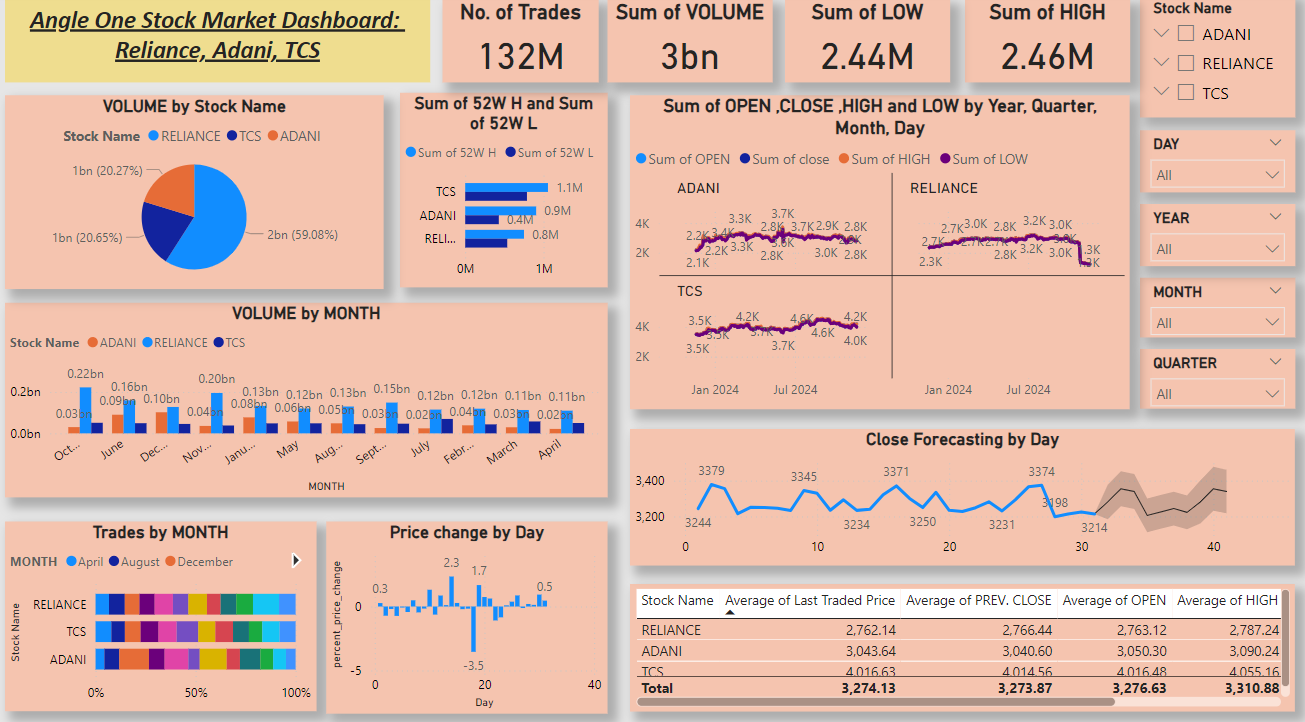 Angle One Stock Market Dashboard:
Reliance, Adani, TCS
No. of Trades
132M
Sum of VOLUME
3bn
Sum of LOW
2.44M
Sum of HIGH
2.46M
Stock Name
ADANI
RELIANCE
TCS
DAY
All
YEAR
All
MONTH
All
QUARTER
All
VOLUME by Stock Name
Stock Name RELIANCE TCS ADANI
1bn (20.27%)
1bn (20.65%)
2bn (59.08%)
Sum of 52W H and Sum
of 52W L
Sum of 52W H Sum of 52W L
TCS 1.1M
ADANI 0.9M
0.4M
RELI... 0.8M
0M 1M
Sum of OPEN ,CLOSE ,HIGH and LOW by Year, Quarter,
Month, Day
Sum of OPEN Sum of close Sum of HIGH Sum of LOW
ADANI RELIANCE
3.7K
3.3K 2.8K 3.7K 2.9K 2.8K
4K 2.2K 3.4K
2K 2.2K 3.3K 3.0K 2.8K
2.1K 2.8K
3.0K 2.8K 3.2K 3.0K
2.7K
2.3K 2.8K 3.2K 3.0K
TCS
3.5K 4.2K 4.6K 4.2K
4K 4.6K 4.0K
3.5K 3.7K
2K
Jan 2024 Jul 2024 Jan 2024 Jul 2024
VOLUME by MONTH
Stock Name ADANI RELIANCE TCS
0.22bn 0.16bn 0.20bn 0.13bn 0.12bn 0.13bn 0.15bn 0.12bn 0.12bn 0.11bn 0.11bn
0.03bn 0.09bn 0.10bn 0.04bn 0.08bn 0.06bn 0.05bn 0.03bn 0.02bn 0.04bn 0.03bn 0.02bn
0.2bn
0.0bn
Oct... June Dec... Nov... Janu... May Aug... Sept... July Febr... March April
MONTH
Close Forecasting by Day
3,400
3,200
3379 3345 3371 3374
3244 3234 3250 3231 3198 3214
0 10 20 30 40
Trades by MONTH
MONTH April August December
Stock Name
RELIANCE
TCS
ADANI
0% 50% 100%
Price change by Day
percent_price_change
2.3
1.7
0.3 0.5
0
-3.5
-5
0 20 40
Day
Stock Name Average of Last Traded Price Average of PREV. CLOSE Average of OPEN Average of HIGH
RELIANCE 2,762.14 2,766.44 2,763.12 2,787.24
ADANI 3,043.64 3,040.60 3,050.30 3,090.24
TCS 4,016.63 4,014.56 4,016.48 4,055.16
Total 3,274.13 3,273.87 3,276.63 3,310.88